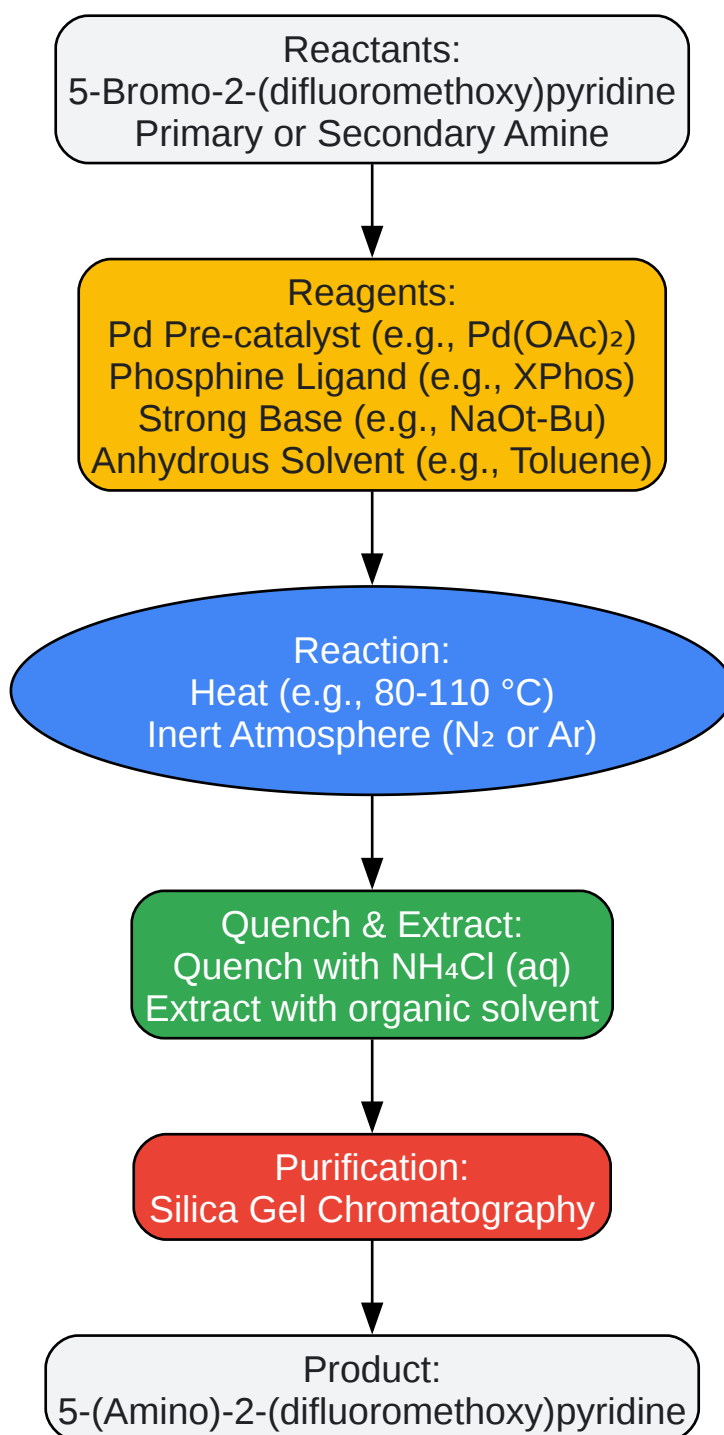 Reactants:
5-Bromo-2-(difluoromethoxy)pyridine
Primary or Secondary Amine
Reagents:
Pd Pre-catalyst (e.g., Pd(OAc)₂)
Phosphine Ligand (e.g., XPhos)
Strong Base (e.g., NaOt-Bu)
Anhydrous Solvent (e.g., Toluene)
Reaction:
Heat (e.g., 80-110 °C)
Inert Atmosphere (N₂ or Ar)
Quench & Extract:
Quench with NH₄Cl (aq)
Extract with organic solvent
Purification:
Silica Gel Chromatography
Product:
5-(Amino)-2-(difluoromethoxy)pyridine